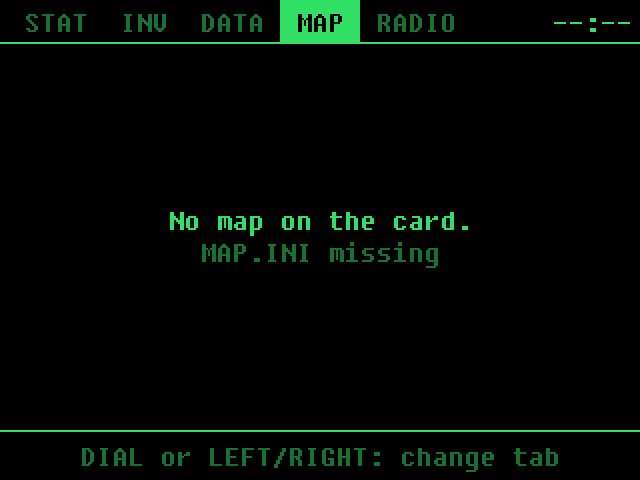 STAT INV DATA MAP RADIO --:--
No map on the card.
MAP.INI missing
DIAL or LEFT/RIGHT: change tab